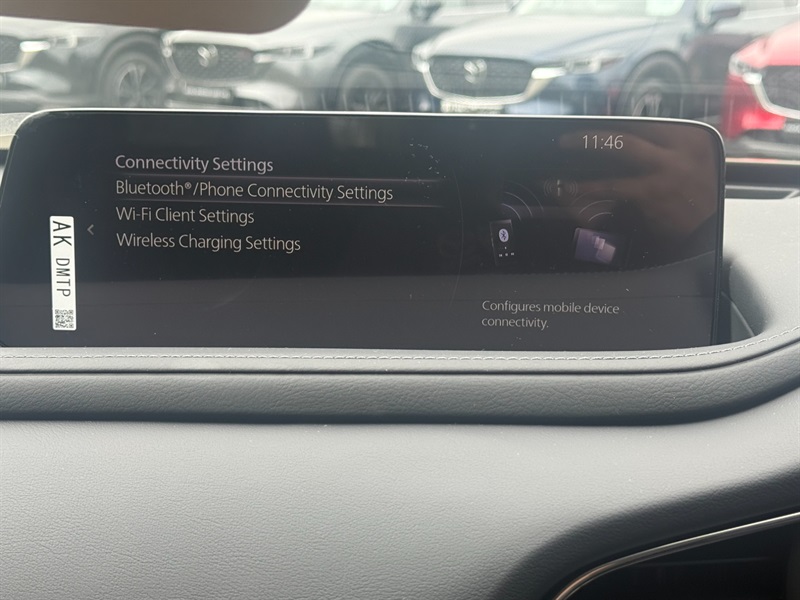 11:46
Connectivity Settings
Bluetooth®/Phone Connectivity Settings
Wi-Fi Client Settings
Wireless Charging Settings
Configures mobile device
connectivity.
AK DMTP